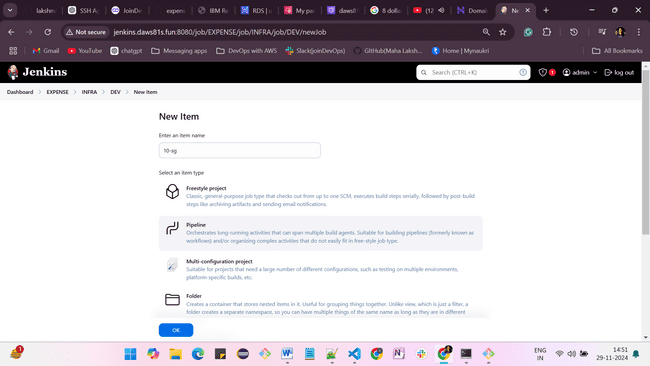 lakshm
SSH Ag
JoinDe
expens
IBM Re
RDS | a
My pa
daws81
8 dolla
(12
Domai
Ne
Not secure
jenkins.daws81s.fun:8080/job/EXPENSE/job/INFRA/job/DEV/newJob
Gmail
YouTube
chatgpt
Messaging apps
DevOps with AWS
Slack(JoinDevOps)
GItHub(Maha Laksh...
Home | Mynaukri
All Bookmarks
Jenkins
Search (CTRL+K)
1
admin
log out
Dashboard > EXPENSE > INFRA > DEV > New Item
New Item
Enter an item name
10-sg
Select an item type
Freestyle project
Classic, general-purpose job type that checks out from up to one SCM, executes build steps serially, followed by post-build
steps like archiving artifacts and sending email notifications.
Pipeline
Orchestrates long-running activities that can span multiple build agents. Suitable for building pipelines (formerly known as
workflows) and/or organizing complex activities that do not easily fit in free-style job type.
Multi-configuration project
Suitable for projects that need a large number of different configurations, such as testing on multiple environments,
platform-specific builds, etc.
Folder
Creates a container that stores nested items in it. Useful for grouping things together. Unlike view, which is just a filter, a
folder creates a separate namespace, so you can have multiple things of the same name as long as they are in different
OK
1
ENG
IN
14:51
29-11-2024